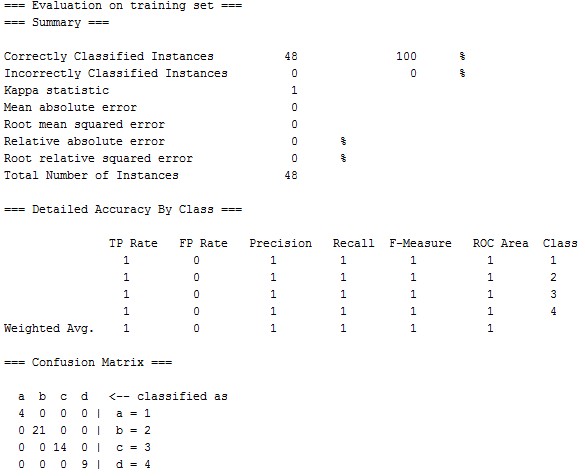 === Evaluation on training set ===
=== Summary ===
Correctly Classified Instances 48 100 %
Incorrectly Classified Instances 0 0 %
Kappa statistic 1
Mean absolute error 0
Root mean squared error 0
Relative absolute error 0 %
Root relative squared error 0 %
Total Number of Instances 48
=== Detailed Accuracy By Class ===
TP Rate FP Rate Precision Recall F-Measure ROC Area Class
1 0 1 1 1 1 1
1 0 1 1 1 1 2
1 0 1 1 1 1 3
1 0 1 1 1 1 4
Weighted Avg. 1 0 1 1 1 1
=== Confusion Matrix ===
a b c d <-- classified as
4 0 0 0 | a = 1
0 21 0 0 | b = 2
0 0 14 0 | c = 3
0 0 0 9 | d = 4